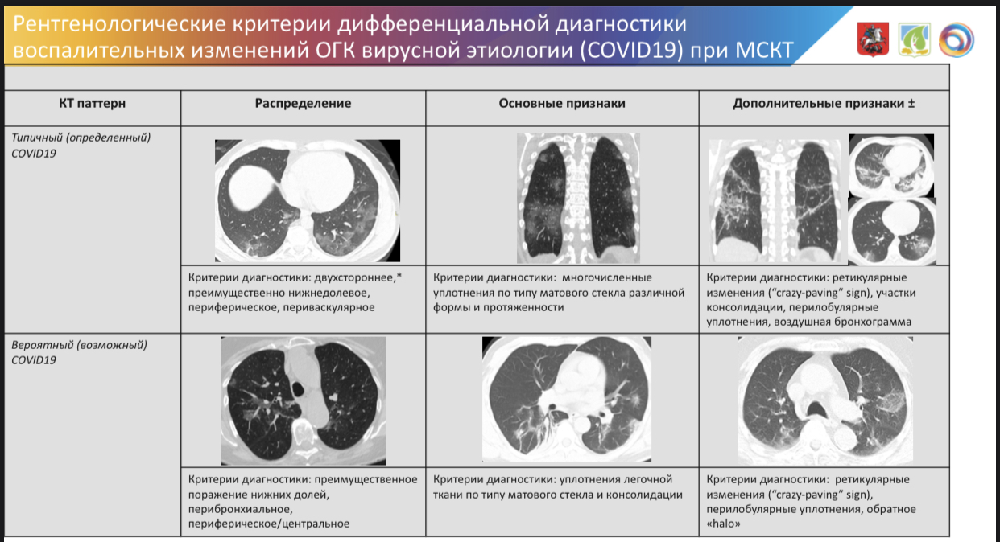 Рентгенологические критерии дифференциальной диагностики
воспалительных изменений ОГК вирусной этиологии (COVID19) при МСКТ
КТ паттерн
Распределение
Основные признаки
Дополнительные признаки ±
Типичный (определенный)
COVID19
Критерии диагностики: двухстороннее,*
преимущественно нижнедолевое,
периферическое, периваскулярное
Критерии диагностики: многочисленные
уплотнения по типу матового стекла различной
формы и протяженности
Критерии диагностики: ретикулярные
изменения (“crazy-paving” sign), участки
консолидации, перилобулярные
уплотнения, воздушная бронхограмма
Вероятный (возможный)
COVID19
Критерии диагностики: преимущественное
поражение нижних долей,
перибронхиальное,
периферическое/центральное
Критерии диагностики: уплотнения легочной
ткани по типу матового стекла и консолидации
Критерии диагностики: ретикулярные
изменения (“crazy-paving” sign),
перилобулярные уплотнения, обратное
«halo»